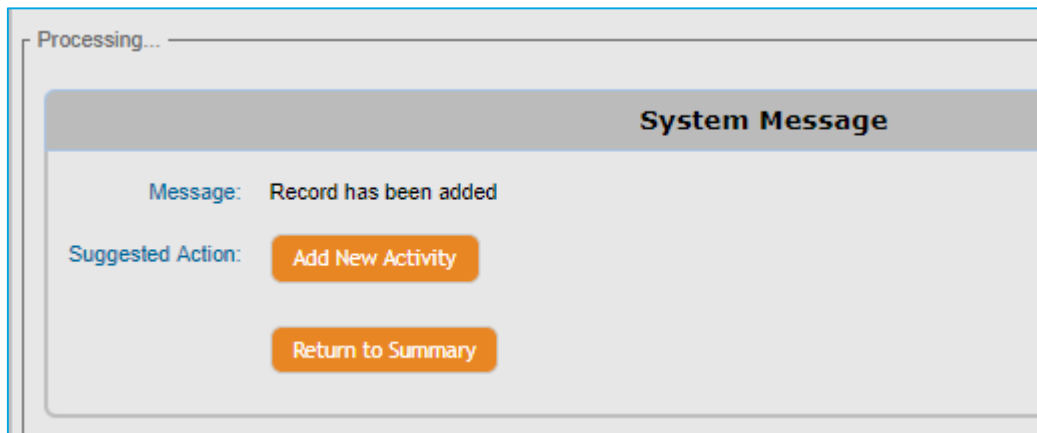 Processing...
System Message
Message: Record has been added
Suggested Action: Add New Activity
Return to Summary